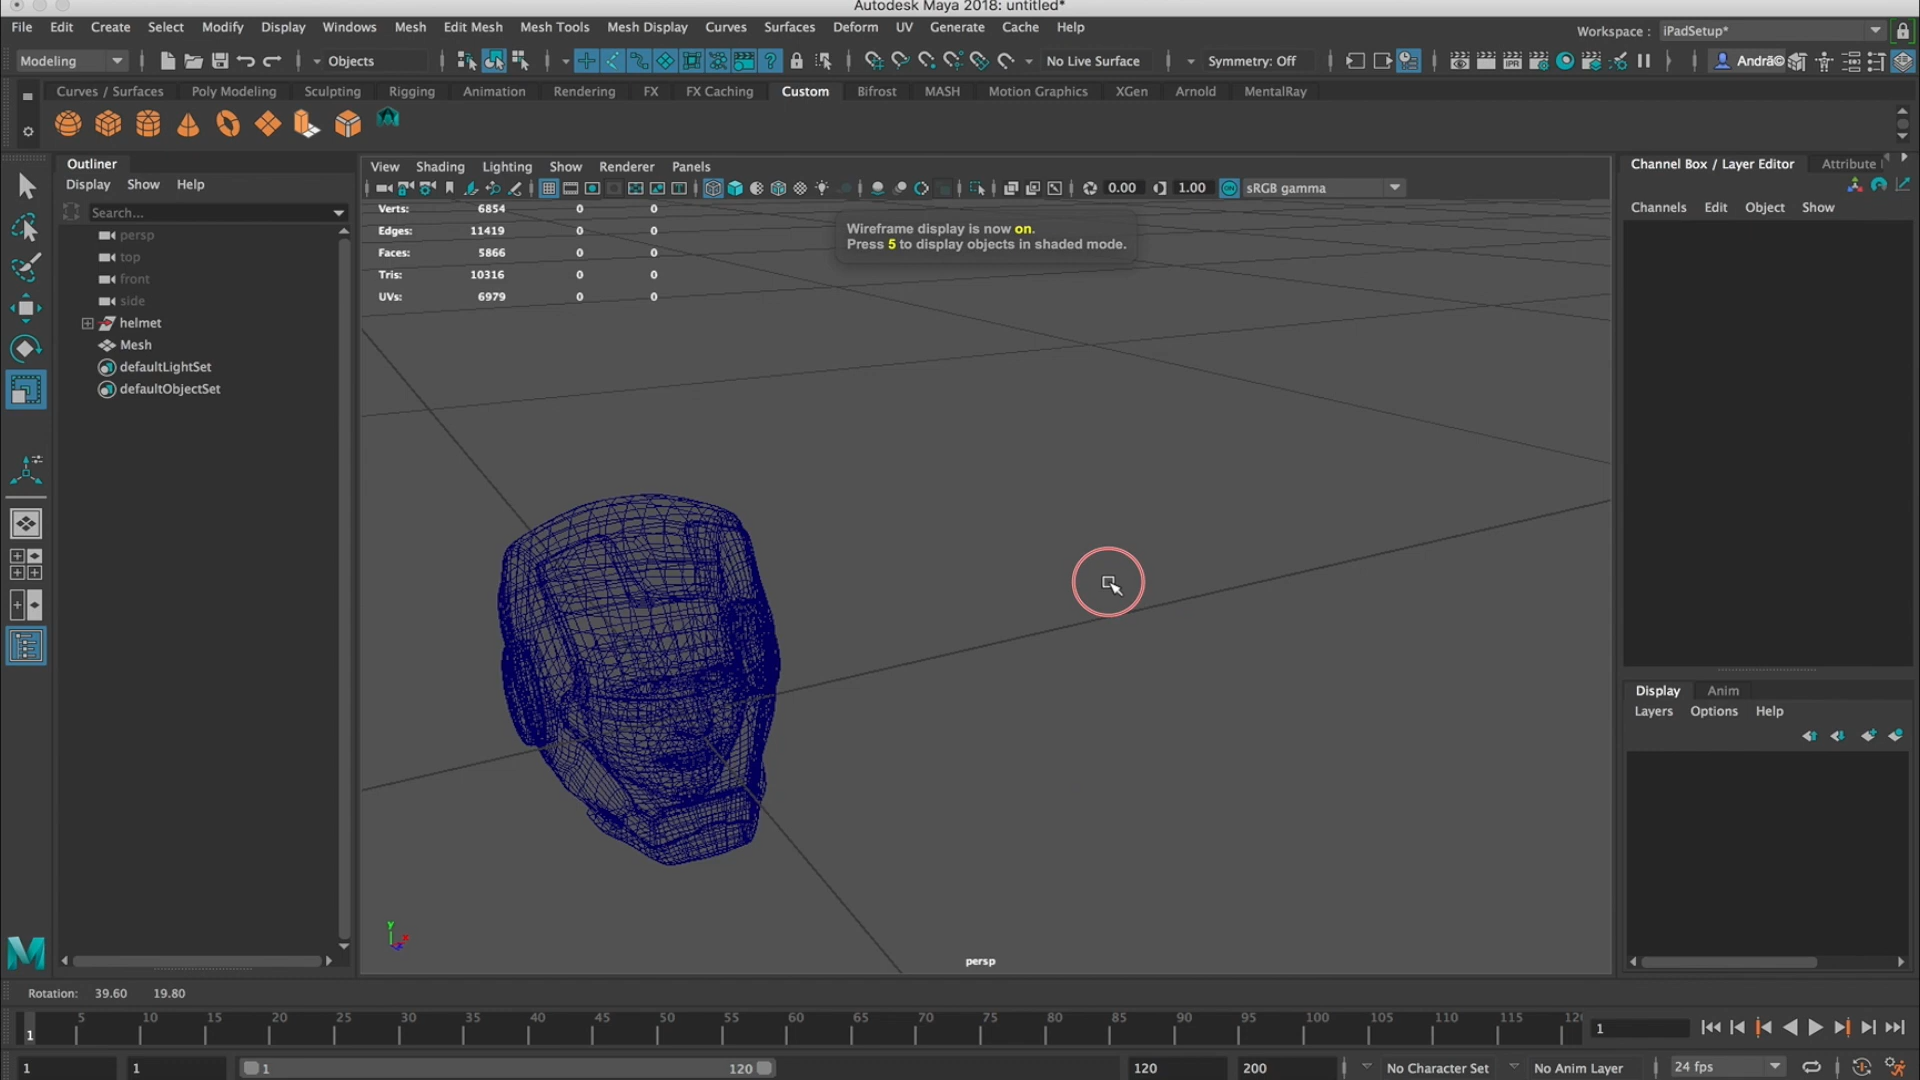 Autodesk Maya 2018: untitled*
File Edit Create Select Modify Display Windows Mesh Edit Mesh Mesh Tools Mesh Display Curves Surfaces Deform UV Generate Cache Help
Workspace : iPadSetup*
Modeling Objects No Live Surface Symmetry: Off Andrã©
Curves / Surfaces Poly Modeling Sculpting Rigging Animation Rendering FX FX Caching Custom Bifrost MASH Motion Graphics XGen Arnold MentalRay
Outliner
Display Show Help
Search...
persp
top
front
side
helmet
Mesh
defaultLightSet
defaultObjectSet
View Shading Lighting Show Renderer Panels
0.00 1.00 sRGB gamma
Verts: 6854 0 0
Edges: 11419 0 0
Faces: 5866 0 0
Tris: 10316 0 0
UVs: 6979 0 0
Wireframe display is now on.
Press 5 to display objects in shaded mode.
y
x
z
persp
Channel Box / Layer Editor Attribute
Channels Edit Object Show
Display Anim
Layers Options Help
Rotation: 39.60 19.80
1 5 10 15 20 25 30 35 40 45 50 55 60 65 70 75 80 85 90 95 100 105 110 115 12
1
1 1 1 120 120 200 No Character Set No Anim Layer 24 fps